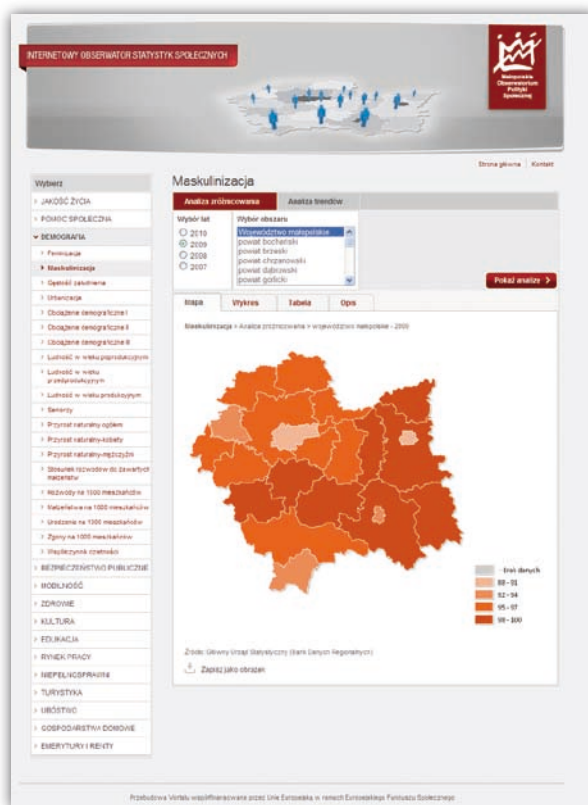 INTERNETOWY OBSERWATOR STATYSTYK SPOŁECZNYCH
Małopolskie
Obserwatorium
Polityki
Społecznej
Strona główna | Kontakt
Wybierz
JAKOŚĆ ŻYCIA
POMOC SPOŁECZNA
DEMOGRAFIA
Feminizacja
Maskulinizacja
Gęstość zaludnienia
Urbanizacja
Obciążenie demograficzne I
Obciążenie demograficzne II
Obciążenie demograficzne III
Ludność w wieku poprodukcyjnym
Ludność w wieku
przedprodukcyjnym
Ludność w wieku produkcyjnym
Seniorzy
Przyrost naturalny ogółem
Przyrost naturalny-kobiety
Przyrost naturalny-mężczyźni
Stosunek rozwodów do zawartych
małżeństw
Rozwody na 1000 mieszkańców
Małżeństwa na 1000 mieszkańców
Urodzenia na 1000 mieszkańców
Zgony na 1000 mieszkańców
Współczynnik dzietności
BEZPIECZEŃSTWO PUBLICZNE
MOBILNOŚĆ
ZDROWIE
KULTURA
EDUKACJA
RYNEK PRACY
NIEPEŁNOSPRAWNI
TURYSTYKA
UBÓSTWO
GOSPODARSTWA DOMOWE
EMERYTURY I RENTY
Maskulinizacja
Analiza zróżnicowania
Analiza trendów
Wybór lat
2010
2009
2008
2007
Wybór obszaru
Województwo małopolskie
powiat bocheński
powiat brzeski
powiat chrzanowski
powiat dąbrowski
powiat gorlicki
Pokaż analizę
Mapa
Wykres
Tabela
Opis
Maskulinizacja > Analiza zróżnicowania > województwo małopolskie - 2009
- Brak danych
88 - 91
92 - 94
95 - 97
98 - 100
Źródło: Główny Urząd Statystyczny (Bank Danych Regionalnych)
Zapisz jako obrazek
Przebudowa Vortalu współfinansowana przez Unię Europejską w ramach Europejskiego Funduszu Społecznego